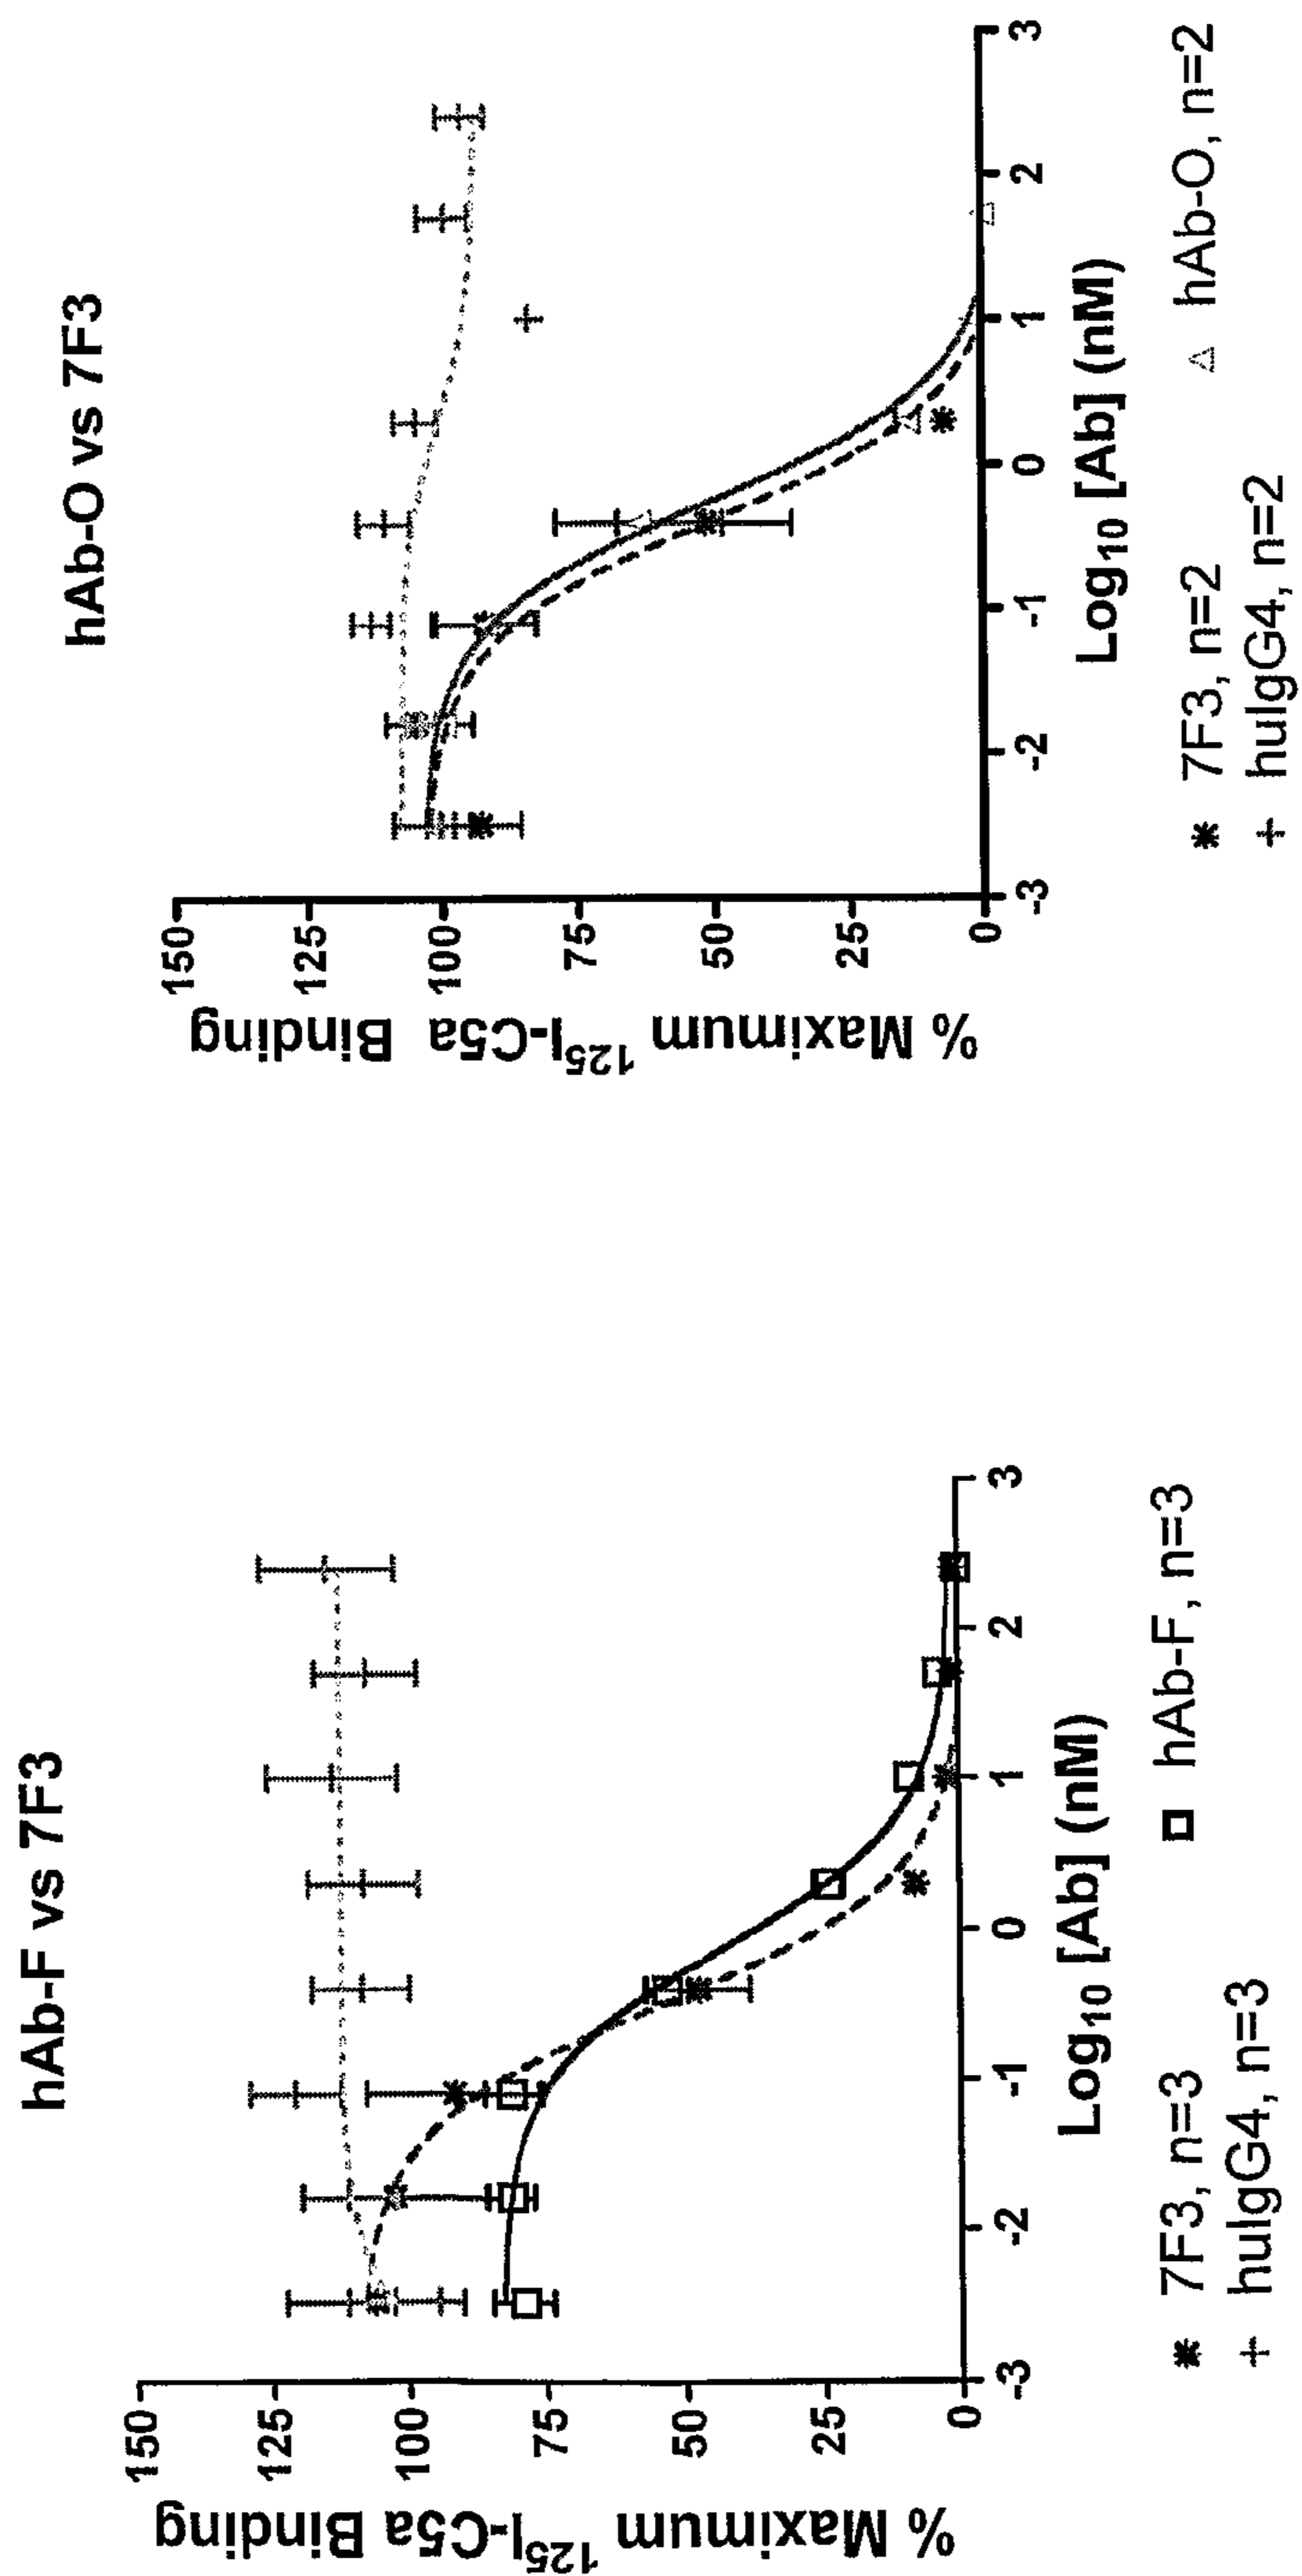 hAb-F vs 7F3
% Maximum ¹²⁵I-C5a Binding
150
125
100
75
50
25
0
-3
-2
-1
0
1
2
3
Log₁₀ [Ab] (nM)
7F3, n=3
hAb-F, n=3
huIgG4, n=3
hAb-O vs 7F3
% Maximum ¹²⁵I-C5a Binding
150
125
100
75
50
25
0
-3
-2
-1
0
1
2
3
Log₁₀ [Ab] (nM)
7F3, n=2
hAb-O, n=2
huIgG4, n=2